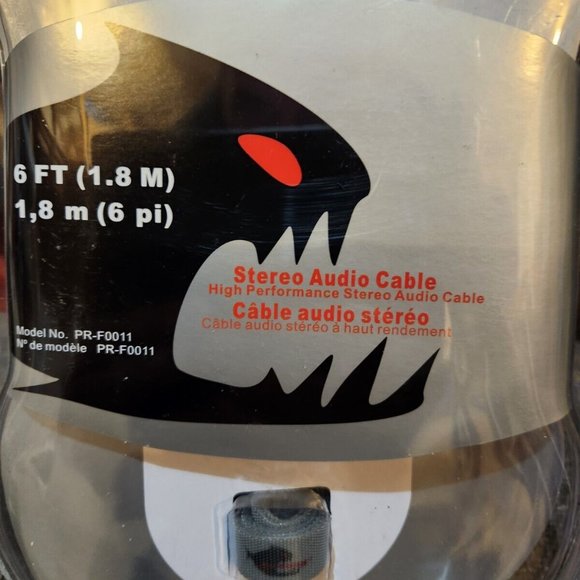 6 FT (1.8 M)
1,8 m (6 pi)
Stereo Audio Cable
High Performance Stereo Audio Cable
Câble audio stéréo
Câble audio stéréo à haut rendement
Model No. PR-F0011
Nº de modèle PR-F0011